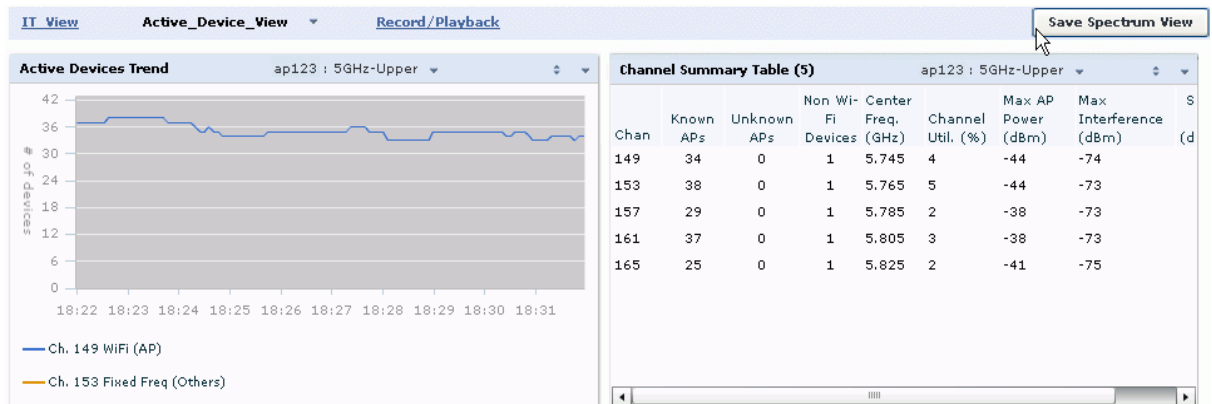 IT_View Active_Device_View Record/Playback Save Spectrum View
Active Devices Trend ap123 : 5GHz-Upper
42
36
30
24
18
12
6
0
# of devices
18:22 18:23 18:24 18:25 18:26 18:27 18:28 18:29 18:30 18:31
Ch. 149 WiFi (AP)
Ch. 153 Fixed Freq (Others)
Channel Summary Table (5) ap123 : 5GHz-Upper
Non Wi- Center Max AP Max S
Known Unknown Fi Freq. Channel Power Interference
Chan APs APs Devices (GHz) Util. (%) (dBm) (dBm) (d
149 34 0 1 5.745 4 -44 -74
153 38 0 1 5.765 5 -44 -73
157 29 0 1 5.785 2 -38 -73
161 37 0 1 5.805 3 -38 -73
165 25 0 1 5.825 2 -41 -75